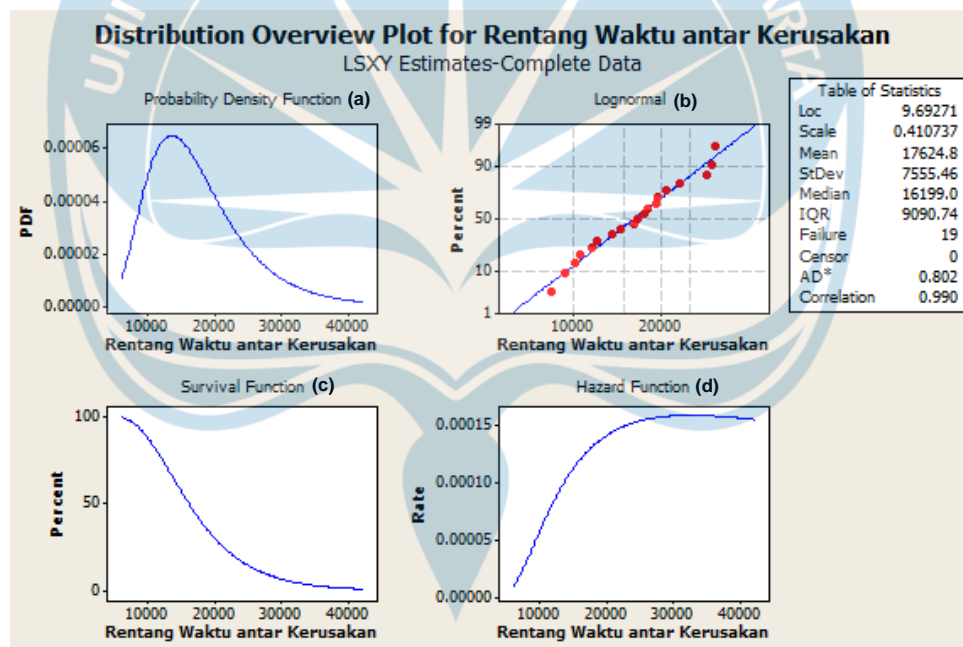 Distribution Overview Plot for Rentang Waktu antar Kerusakan
LSXY Estimates-Complete Data
Probability Density Function (a)
0.00006
0.00004
0.00002
0.00000
PDF
10000 20000 30000 40000
Rentang Waktu antar Kerusakan
Lognormal (b)
99
90
50
10
1
Percent
10000 20000
Rentang Waktu antar Kerusakan
Table of Statistics
Loc 9.69271
Scale 0.410737
Mean 17624.8
StDev 7555.46
Median 16199.0
IQR 9090.74
Failure 19
Censor 0
AD* 0.802
Correlation 0.990
Survival Function (c)
100
50
0
Percent
10000 20000 30000 40000
Rentang Waktu antar Kerusakan
Hazard Function (d)
0.00015
0.00010
0.00005
0.00000
Rate
10000 20000 30000 40000
Rentang Waktu antar Kerusakan
UNI
ARTA